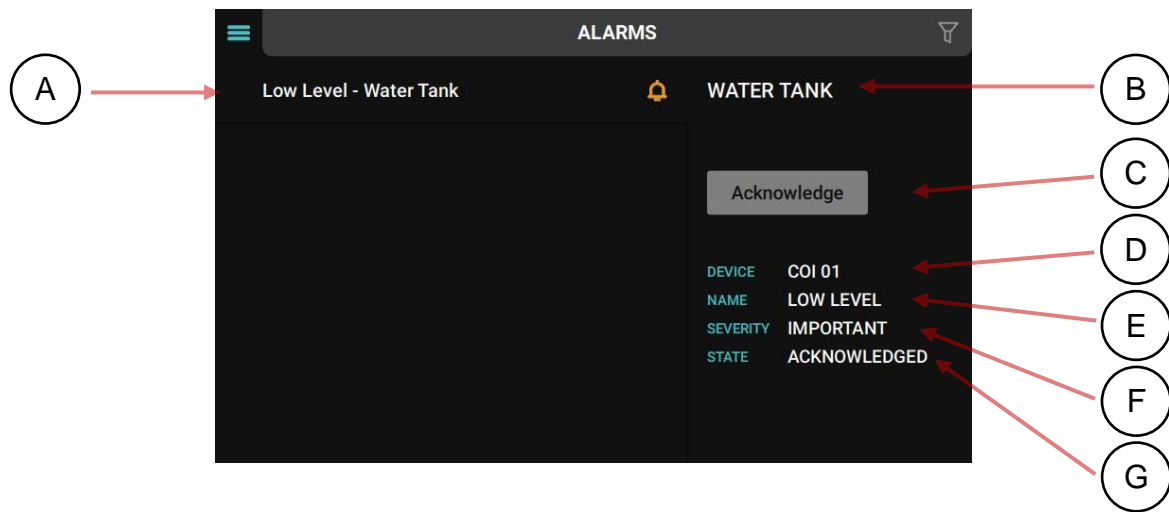 ALARMS
A
Low Level - Water Tank
WATER TANK
B
Acknowledge
C
DEVICE COI 01
D
NAME LOW LEVEL
E
SEVERITY IMPORTANT
F
STATE ACKNOWLEDGED
G